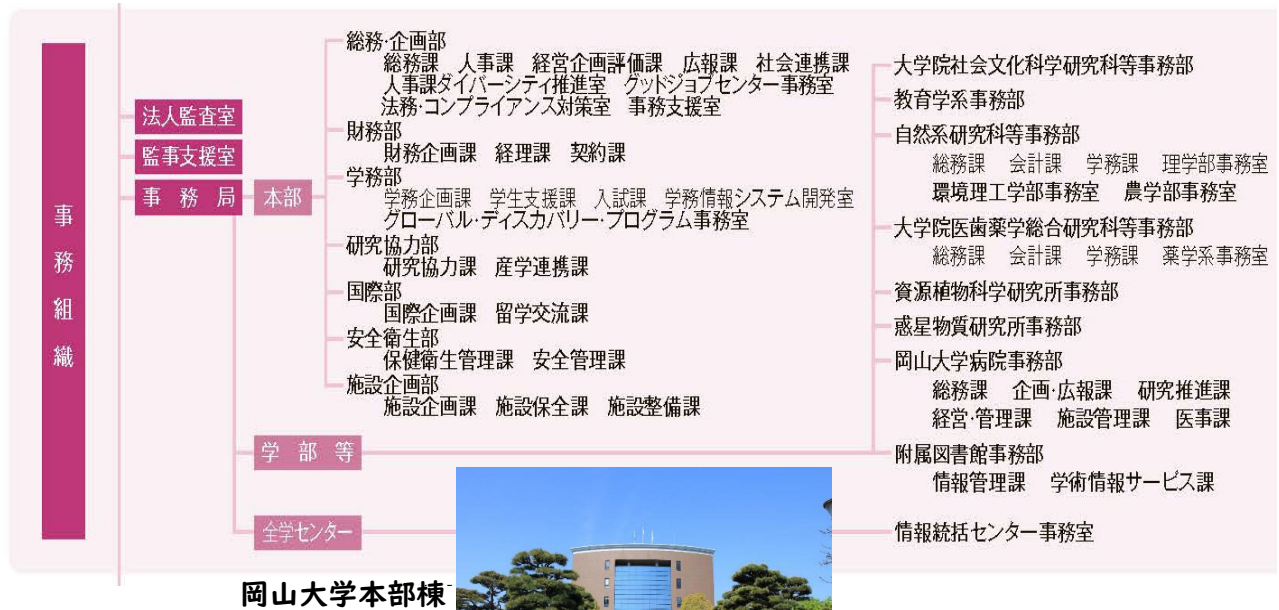 事務組織
法人監査室
監事支援室
事務局
本部
総務・企画部
総務課 人事課 経営企画評価課 広報課 社会連携課
人事課ダイバーシティ推進室 グッドジョブセンター事務室
法務・コンプライアンス対策室 事務支援室
財務部
財務企画課 経理課 契約課
学務部
学務企画課 学生支援課 入試課 学務情報システム開発室
グローバル・ディスカバリー・プログラム事務室
研究協力部
研究協力課 産学連携課
国際部
国際企画課 留学交流課
安全衛生部
保健衛生管理課 安全管理課
施設企画部
施設企画課 施設保全課 施設整備課
学部等
大学院社会文化科学研究科等事務部
教育学系事務部
自然系研究科等事務部
総務課 会計課 学務課 理学部事務室
環境理工学部事務室 農学部事務室
大学院医歯薬学総合研究科等事務部
総務課 会計課 学務課 薬学系事務室
資源植物科学研究所事務部
惑星物質研究所事務部
岡山大学病院事務部
総務課 企画・広報課 研究推進課
経営・管理課 施設管理課 医事課
附属図書館事務部
情報管理課 学術情報サービス課
全学センター
情報統括センター事務室
岡山大学本部棟